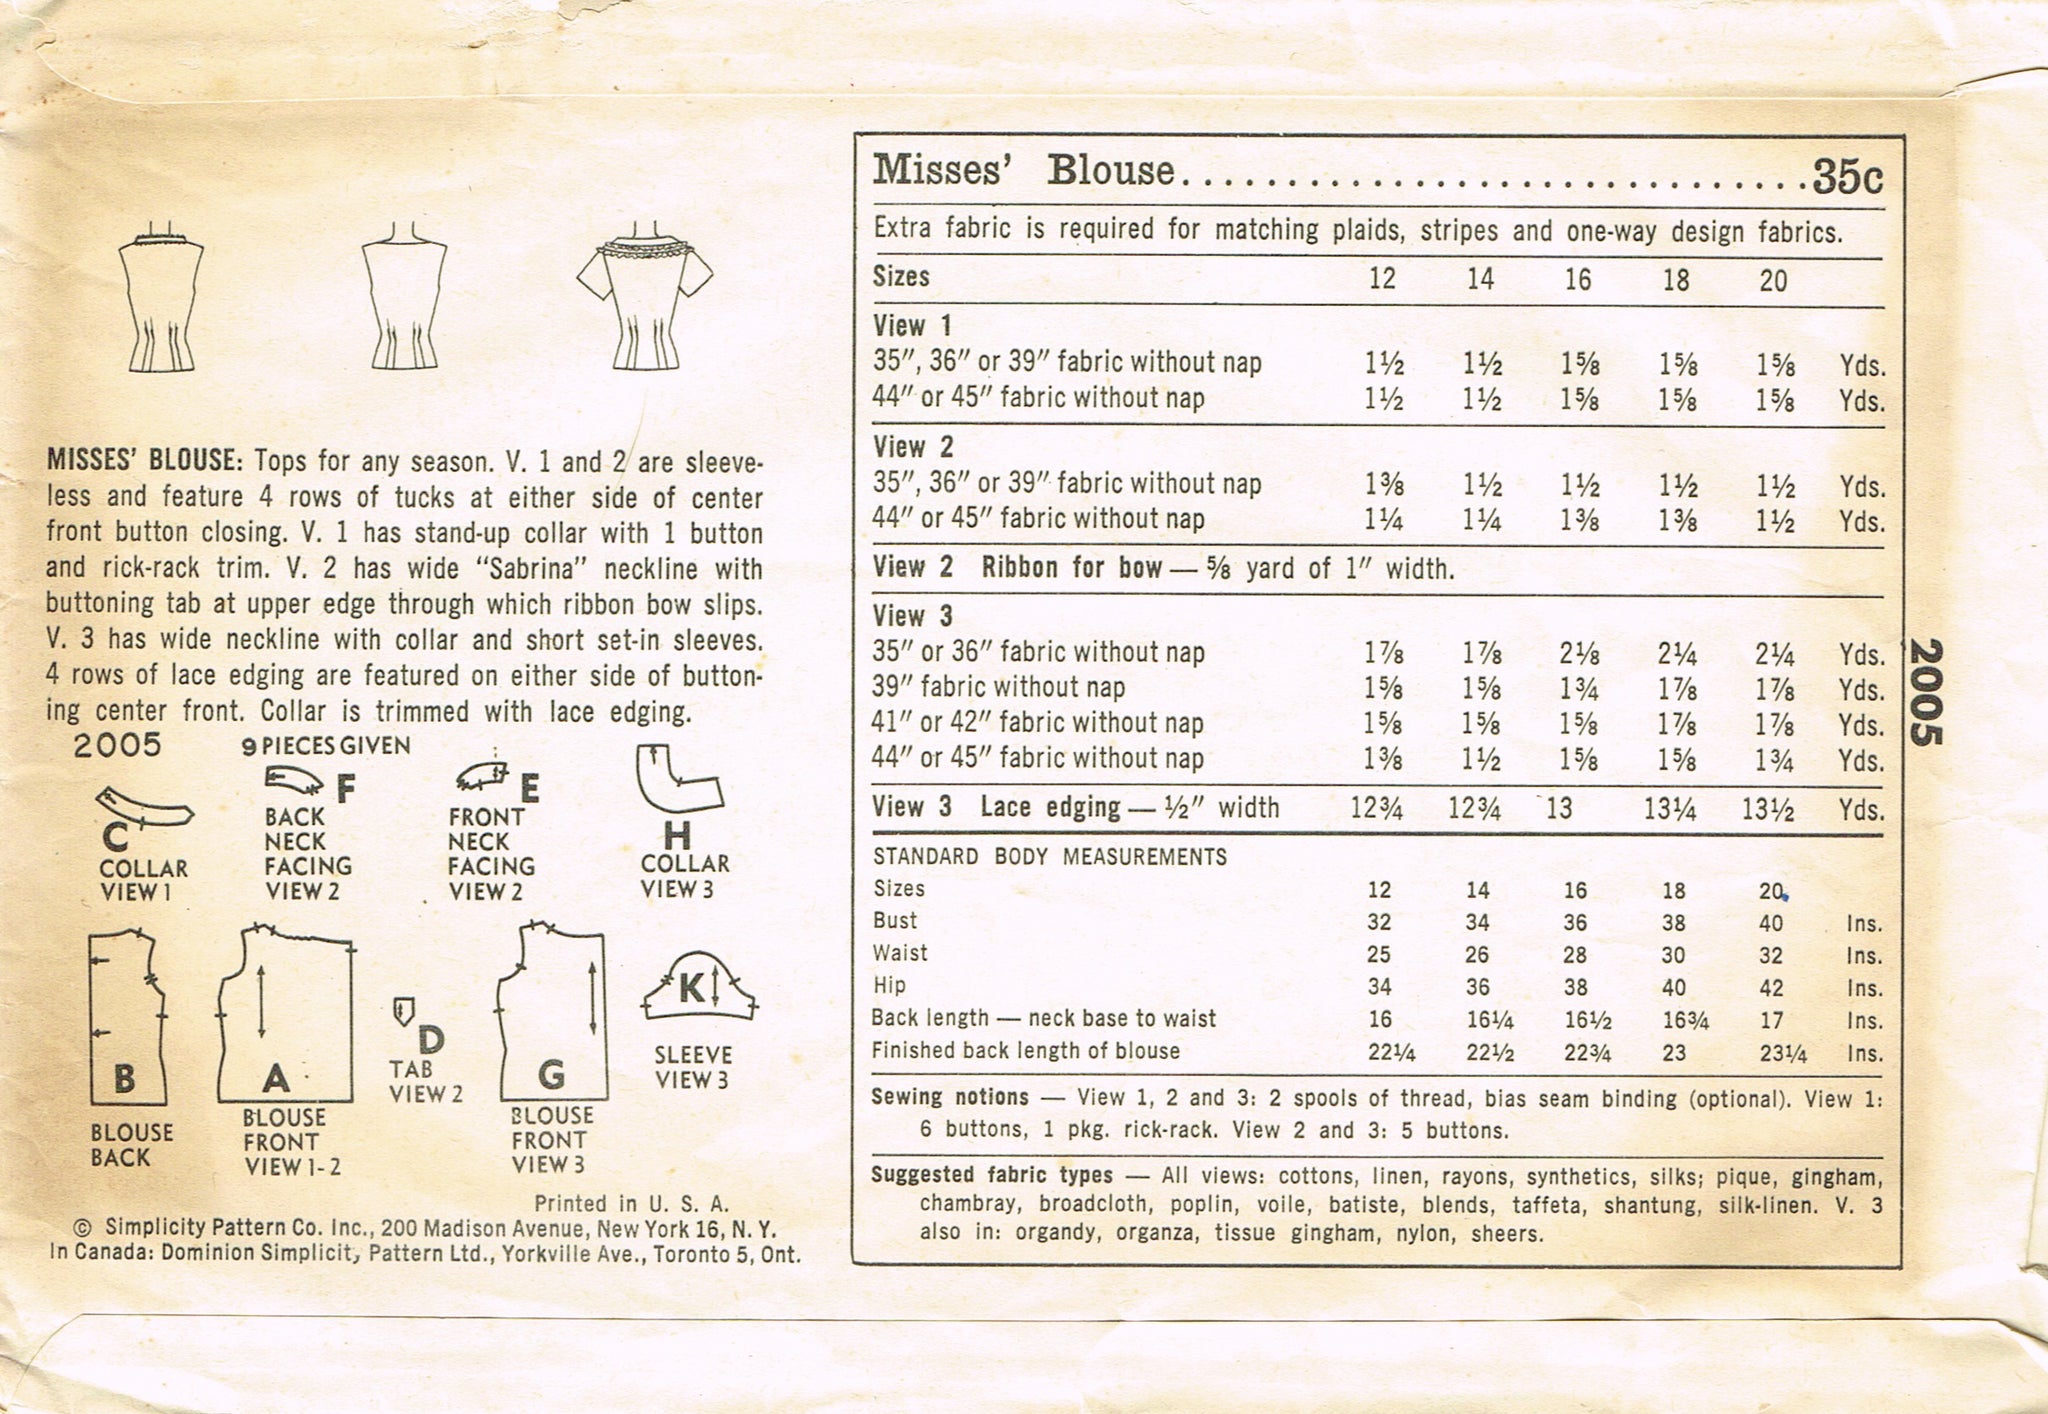 MISSES' BLOUSE: Tops for any season. V. 1 and 2 are sleeve-
less and feature 4 rows of tucks at either side of center
front button closing. V. 1 has stand-up collar with 1 button
and rick-rack trim. V. 2 has wide "Sabrina" neckline with
buttoning tab at upper edge through which ribbon bow slips.
V. 3 has wide neckline with collar and short set-in sleeves.
4 rows of lace edging are featured on either side of button-
ing center front. Collar is trimmed with lace edging.
2005 9 PIECES GIVEN
C
COLLAR
VIEW 1
F
BACK
NECK
FACING
VIEW 2
E
FRONT
NECK
FACING
VIEW 2
H
COLLAR
VIEW 3
B
BLOUSE
BACK
A
BLOUSE
FRONT
VIEW 1-2
D
TAB
VIEW 2
G
BLOUSE
FRONT
VIEW 3
K
SLEEVE
VIEW 3
Printed in U. S. A.
© Simplicity Pattern Co. Inc., 200 Madison Avenue, New York 16, N. Y.
In Canada: Dominion Simplicity Pattern Ltd., Yorkville Ave., Toronto 5, Ont.
Misses' Blouse................................35c
Extra fabric is required for matching plaids, stripes and one-way design fabrics.
Sizes 12 14 16 18 20
View 1
35", 36" or 39" fabric without nap 1½ 1½ 1⅝ 1⅝ 1⅝ Yds.
44" or 45" fabric without nap 1½ 1½ 1⅝ 1⅝ 1⅝ Yds.
View 2
35", 36" or 39" fabric without nap 1⅜ 1½ 1½ 1½ 1½ Yds.
44" or 45" fabric without nap 1¼ 1¼ 1⅜ 1⅜ 1½ Yds.
View 2 Ribbon for bow — ⅝ yard of 1" width.
View 3
35" or 36" fabric without nap 1⅞ 1⅞ 2⅛ 2¼ 2¼ Yds.
39" fabric without nap 1⅝ 1⅝ 1¾ 1⅞ 1⅞ Yds.
41" or 42" fabric without nap 1⅝ 1⅝ 1⅝ 1⅞ 1⅞ Yds.
44" or 45" fabric without nap 1⅜ 1½ 1⅝ 1⅝ 1¾ Yds.
View 3 Lace edging — ½" width 12¾ 12¾ 13 13¼ 13½ Yds.
STANDARD BODY MEASUREMENTS
Sizes 12 14 16 18 20
Bust 32 34 36 38 40 Ins.
Waist 25 26 28 30 32 Ins.
Hip 34 36 38 40 42 Ins.
Back length — neck base to waist 16 16¼ 16½ 16¾ 17 Ins.
Finished back length of blouse 22¼ 22½ 22¾ 23 23¼ Ins.
Sewing notions — View 1, 2 and 3: 2 spools of thread, bias seam binding (optional). View 1:
6 buttons, 1 pkg. rick-rack. View 2 and 3: 5 buttons.
Suggested fabric types — All views: cottons, linen, rayons, synthetics, silks; pique, gingham,
chambray, broadcloth, poplin, voile, batiste, blends, taffeta, shantung, silk-linen. V. 3
also in: organdy, organza, tissue gingham, nylon, sheers.
2005